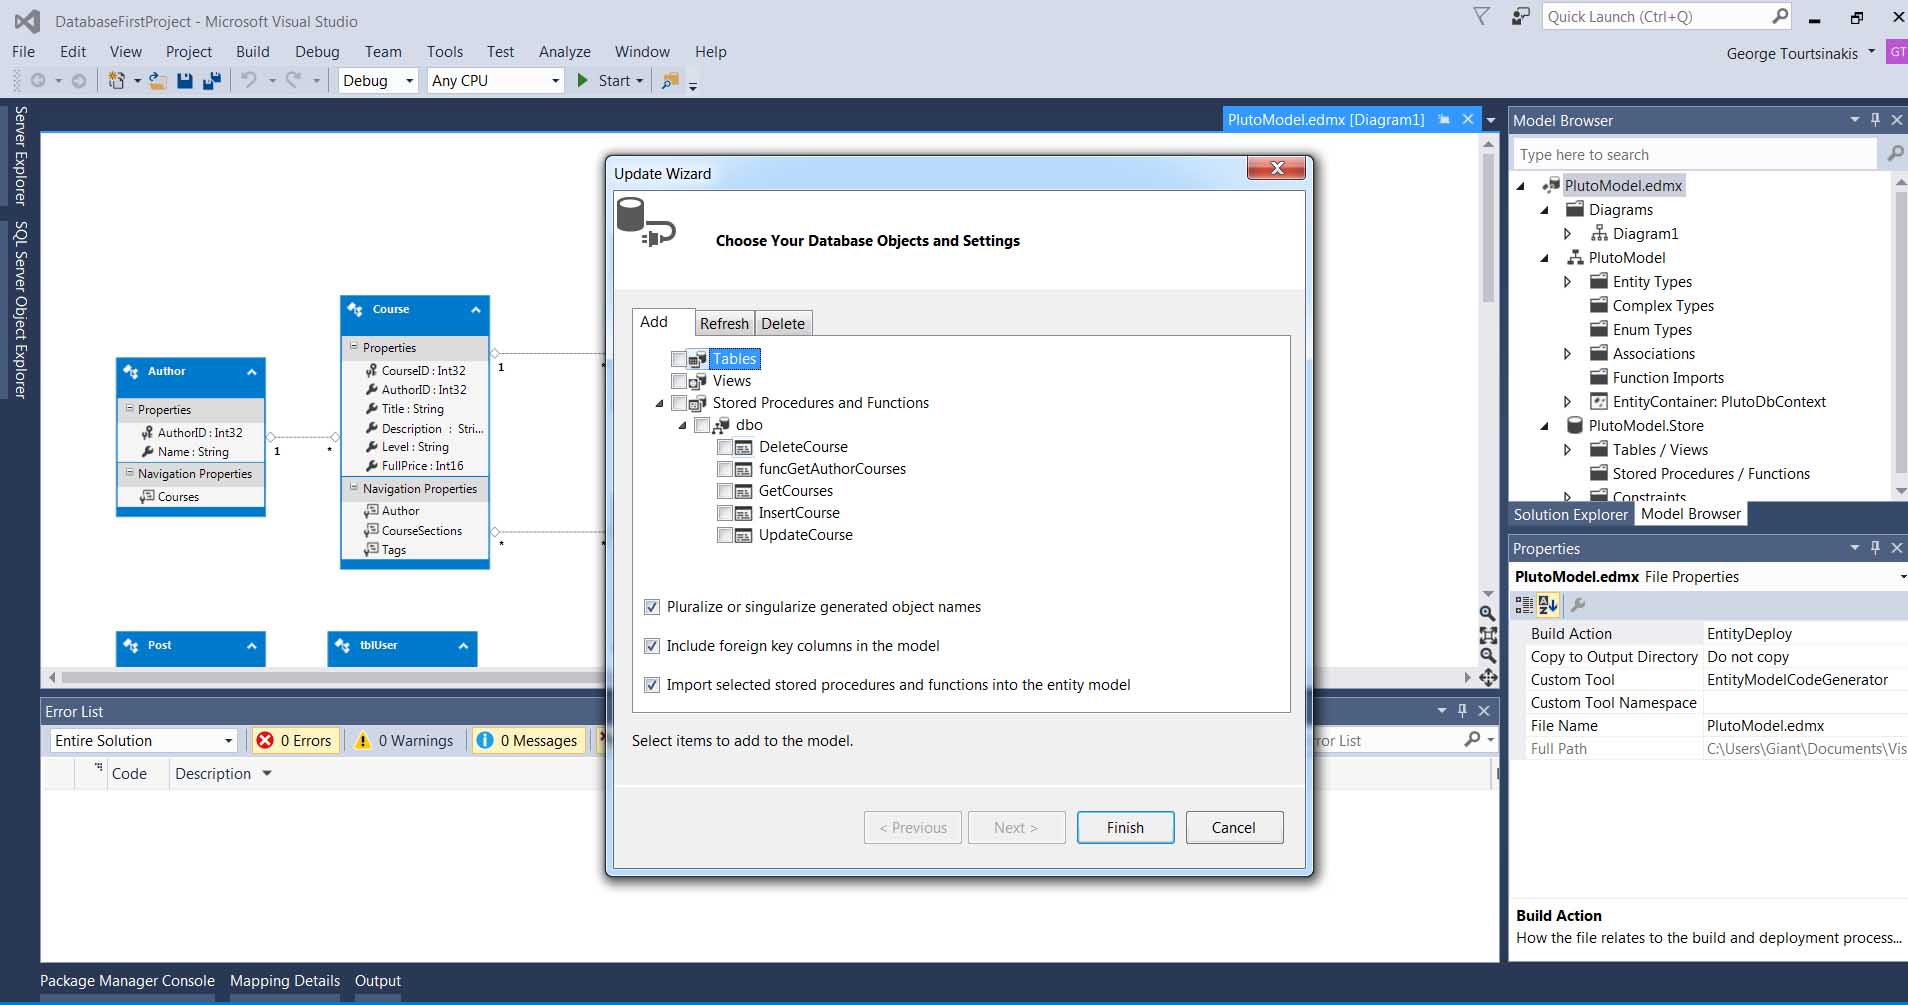 DatabaseFirstProject - Microsoft Visual Studio
Quick Launch (Ctrl+Q)
File Edit View Project Build Debug Team Tools Test Analyze Window Help
George Tourtsinakis
GT
Debug
Any CPU
Start
Server Explorer
SQL Server Object Explorer
PlutoModel.edmx [Diagram1]
Author
Properties
AuthorID : Int32
Name : String
Navigation Properties
Courses
1
*
Course
Properties
CourseID : Int32
AuthorID : Int32
Title : String
Description : Stri...
Level : String
FullPrice : Int16
Navigation Properties
Author
CourseSections
Tags
1
*
*
*
Post
tblUser
Update Wizard
Choose Your Database Objects and Settings
Add Refresh Delete
Tables
Views
Stored Procedures and Functions
dbo
DeleteCourse
funcGetAuthorCourses
GetCourses
InsertCourse
UpdateCourse
Pluralize or singularize generated object names
Include foreign key columns in the model
Import selected stored procedures and functions into the entity model
Select items to add to the model.
< Previous
Next >
Finish
Cancel
Model Browser
Type here to search
PlutoModel.edmx
Diagrams
Diagram1
PlutoModel
Entity Types
Complex Types
Enum Types
Associations
Function Imports
EntityContainer: PlutoDbContext
PlutoModel.Store
Tables / Views
Stored Procedures / Functions
Constraints
Solution Explorer Model Browser
Properties
PlutoModel.edmx File Properties
Build Action EntityDeploy
Copy to Output Directory Do not copy
Custom Tool EntityModelCodeGenerator
Custom Tool Namespace
File Name PlutoModel.edmx
Full Path C:\Users\Giant\Documents\Vis
Build Action
How the file relates to the build and deployment process...
Error List
Entire Solution
0 Errors
0 Warnings
0 Messages
ror List
Code
Description
Package Manager Console Mapping Details Output